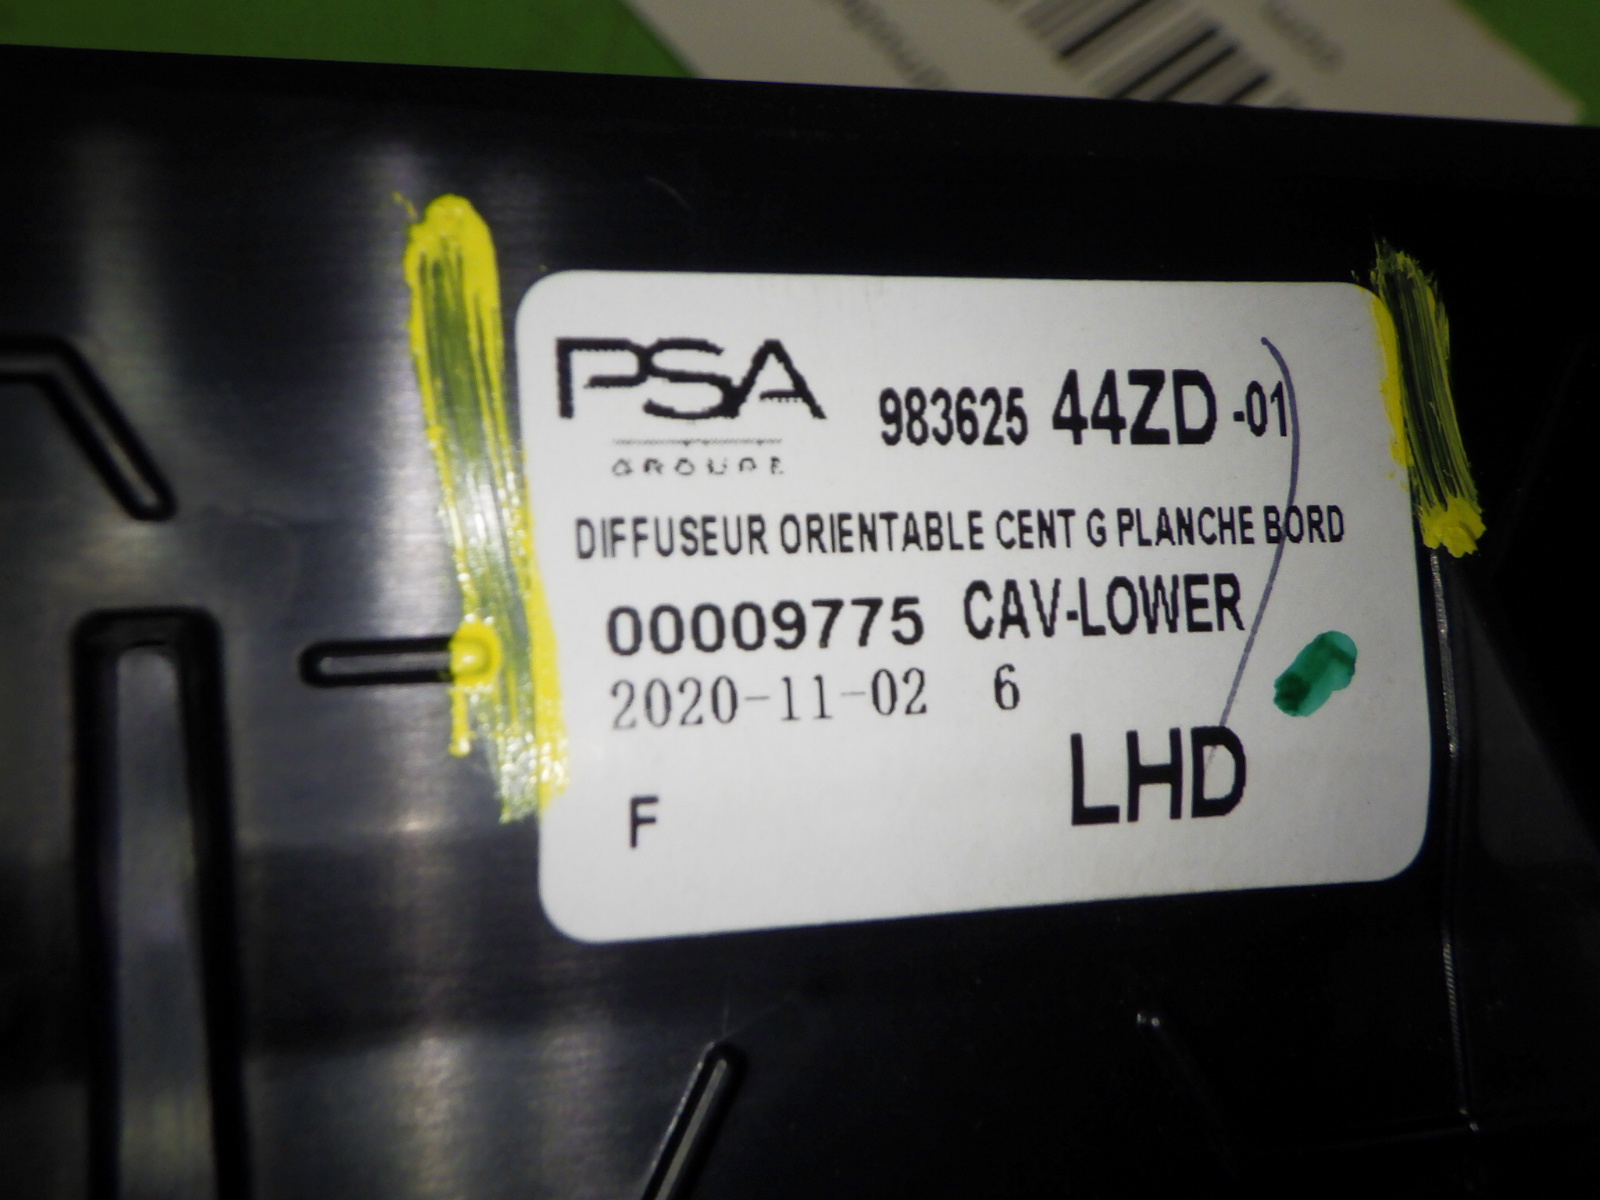 PSA
GROUPE
983625 44ZD -01
DIFFUSEUR ORIENTABLE CENT G PLANCHE BORD
00009775 CAV-LOWER
2020-11-02 6
LHD
F